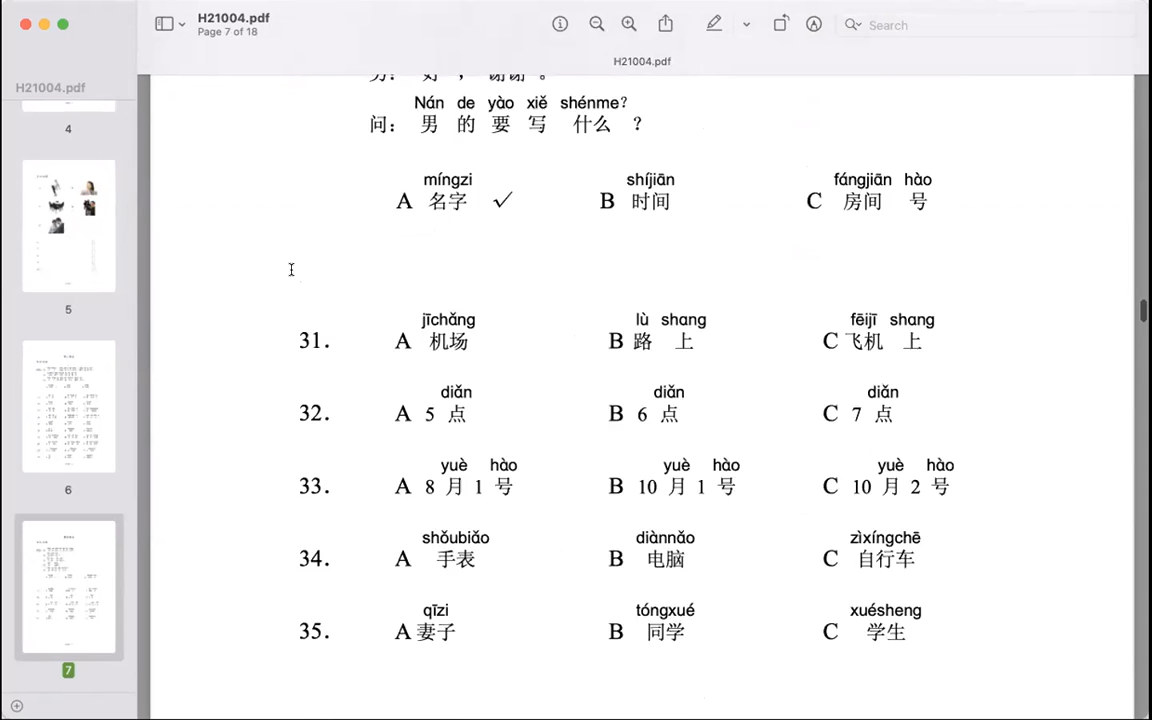 H21004.pdf
Page 7 of 18
Search
H21004.pdf
H21004.pdf
4
5
6
7
Nán de yào xiě shénme?
问: 男 的 要 写 什么 ?
míngzi shíjiān fángjiān hào
A 名字 ✓ B 时间 C 房间 号
jīchǎng lù shang fēijī shang
31. A 机场 B 路 上 C 飞机 上
diǎn diǎn diǎn
32. A 5 点 B 6 点 C 7 点
yuè hào yuè hào yuè hào
33. A 8 月 1 号 B 10 月 1 号 C 10 月 2 号
shǒubiǎo diànnǎo zìxíngchē
34. A 手表 B 电脑 C 自行车
qīzi tóngxué xuésheng
35. A 妻子 B 同学 C 学生